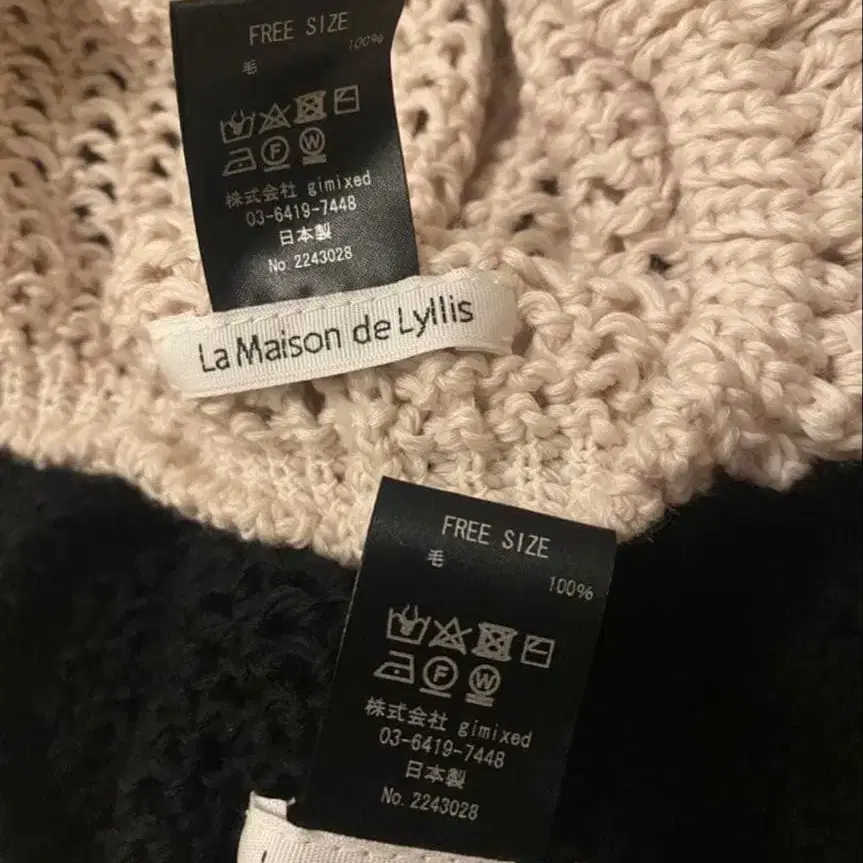 FREE SIZE
毛
100%
F W
株式会社 gimixed
03-6419-7448
日本製
No. 2243028
La Maison de Lyllis
FREE SIZE
毛
100%
F W
株式会社 gimixed
03-6419-7448
日本製
No. 2243028